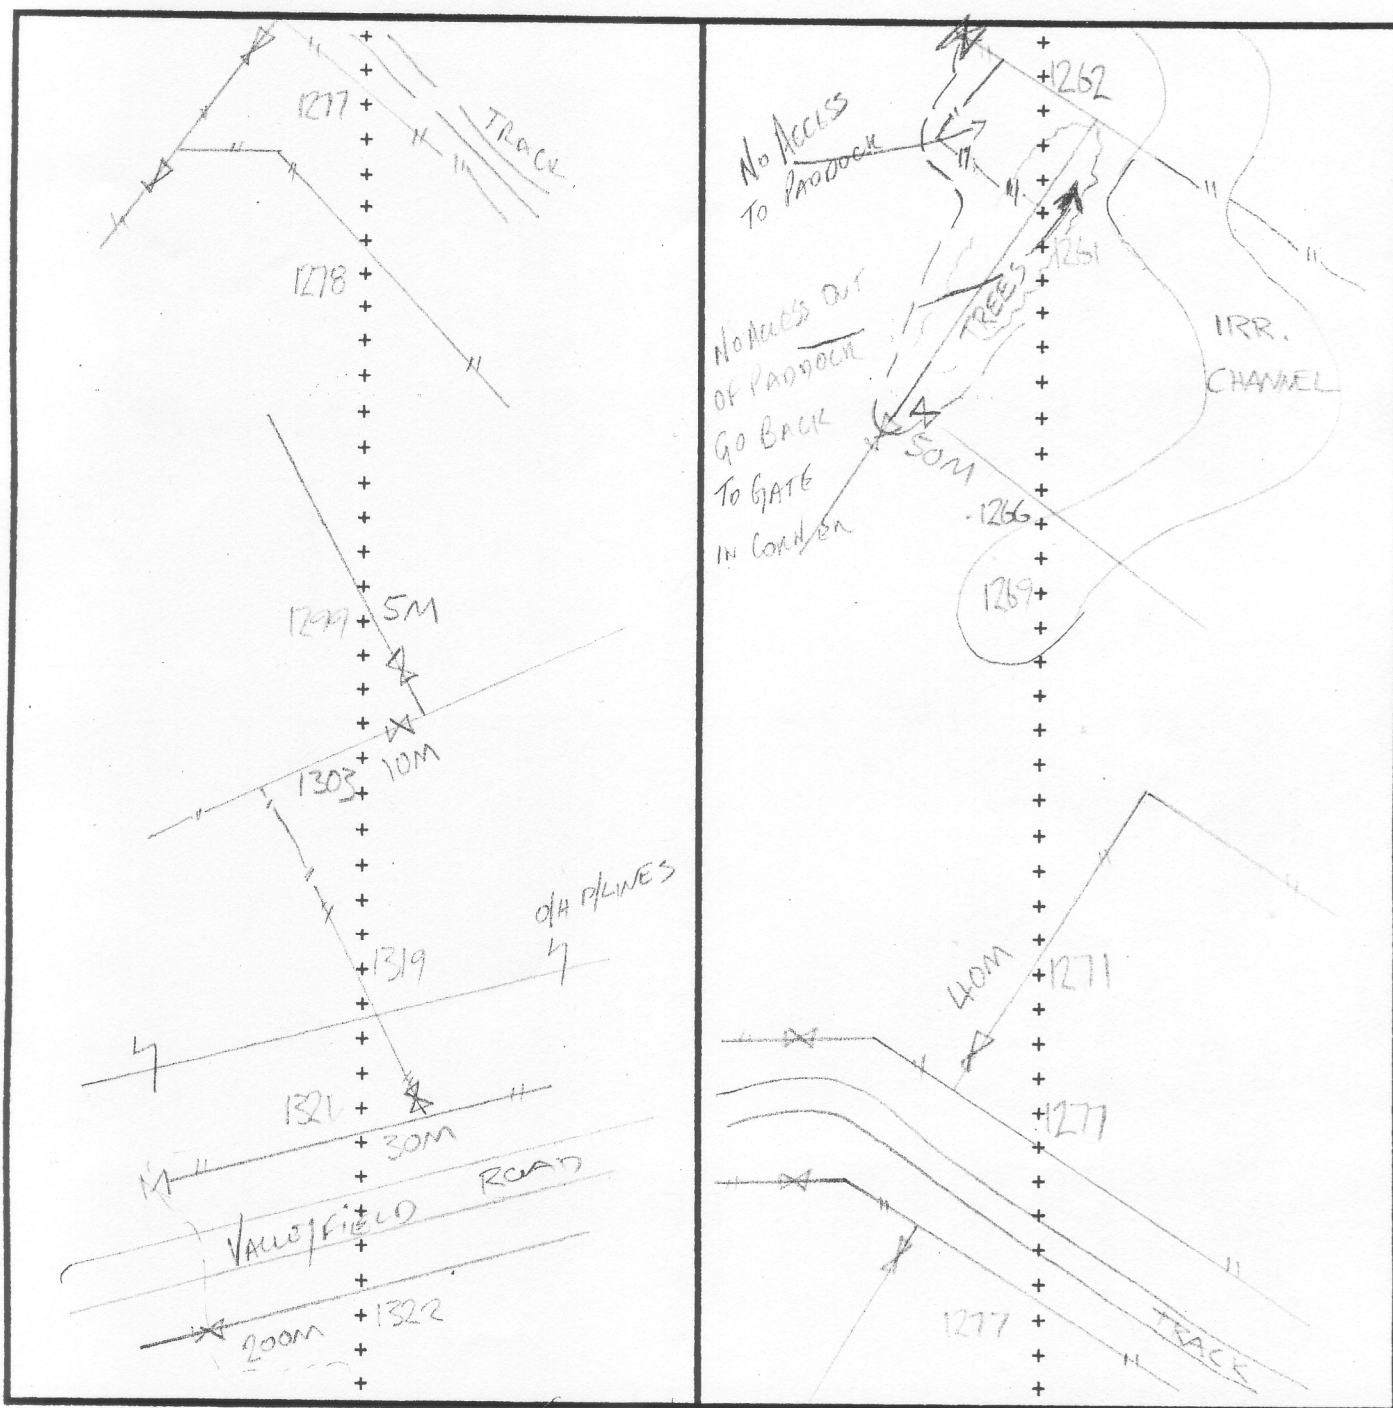 1277
TRACK
1278
1299
5M
10M
1303
O/H P/LINES
1319
1321
30M
VALLEYFIELD ROAD
1322
200M
1262
NO ACCESS
TO PADDOCK
1261
TREES
NO ACCESS OUT
OF PADDOCK
GO BACK
TO GATE
IN CORNER
IRR.
CHANNEL
50M
1266
1269
40M
1271
1277
1277
TRACK